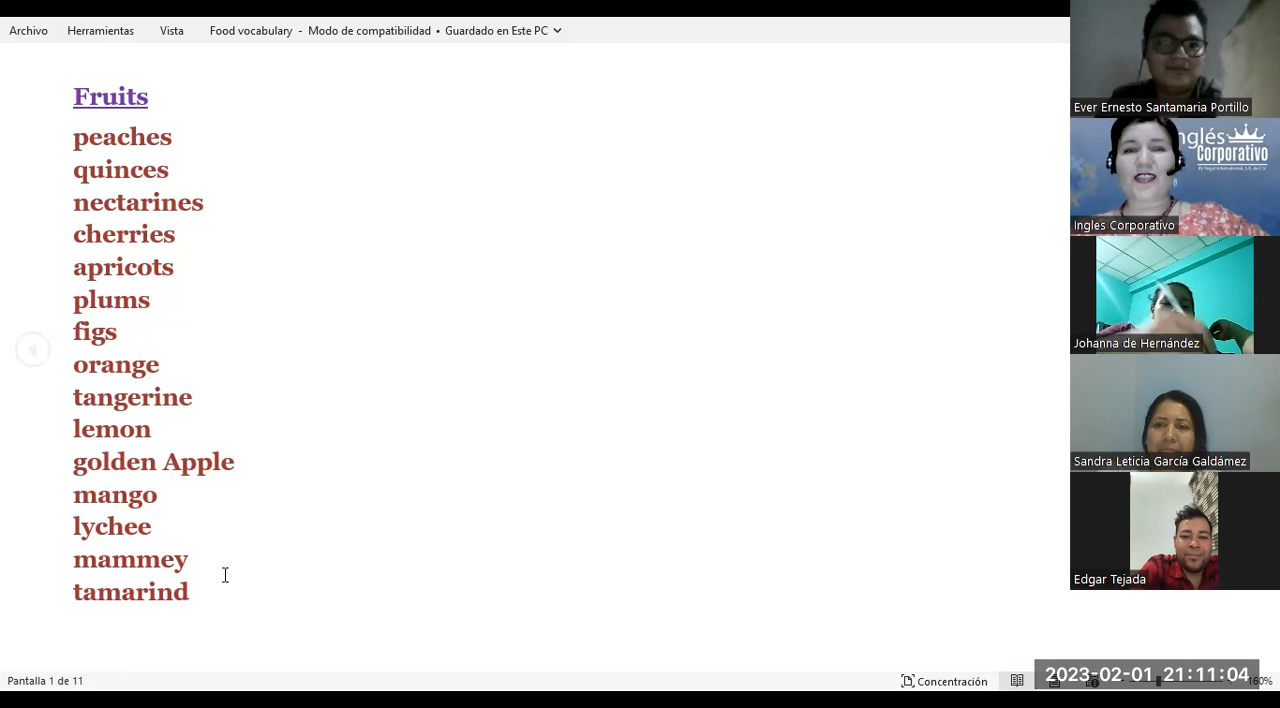 Archivo Herramientas Vista Food vocabulary - Modo de compatibilidad • Guardado en Este PC
Fruits
peaches
quinces
nectarines
cherries
apricots
plums
figs
orange
tangerine
lemon
golden Apple
mango
lychee
mammey
tamarind
Ever Ernesto Santamaria Portillo
nglés
Corporativo
Ingles Corporativo
Johanna de Hernández
Sandra Leticia García Galdámez
Edgar Tejada
Pantalla 1 de 11
Concentración
2023-02-01 21:11:04
160%